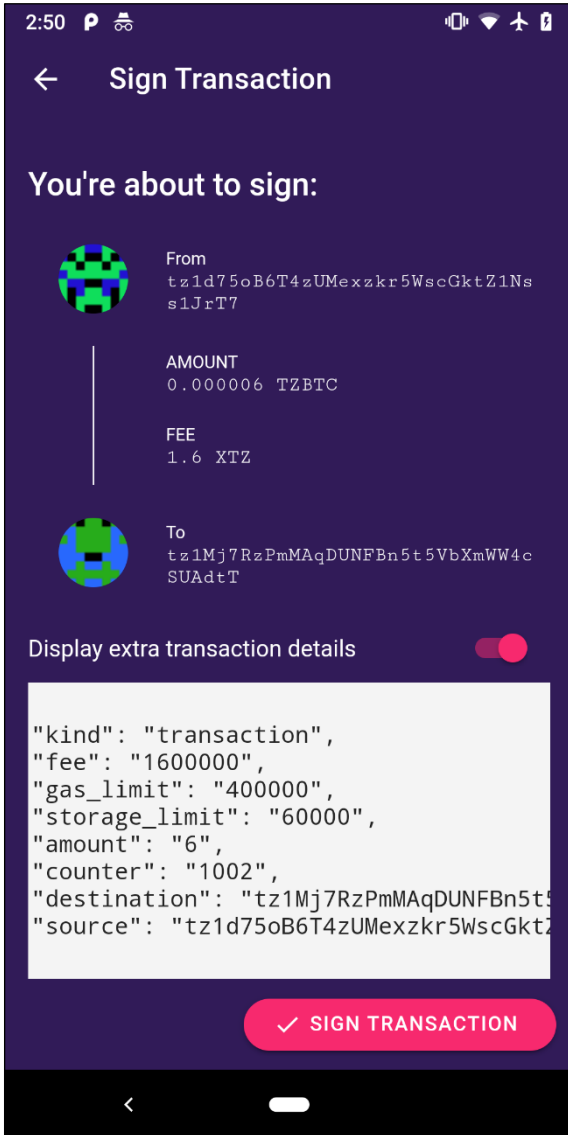 2:50
Sign Transaction
You're about to sign:
From
tz1d75oB6T4zUMexzkr5WscGktZ1Ns
s1JrT7
AMOUNT
0.000006 TZBTC
FEE
1.6 XTZ
To
tz1Mj7RzPmMAqDUNFBn5t5VbXmWW4c
SUAdtT
Display extra transaction details
"kind": "transaction",
"fee": "1600000",
"gas_limit": "400000",
"storage_limit": "60000",
"amount": "6",
"counter": "1002",
"destination": "tz1Mj7RzPmMAqDUNFBn5t5
"source": "tz1d75oB6T4zUMexzkr5WscGktZ
SIGN TRANSACTION